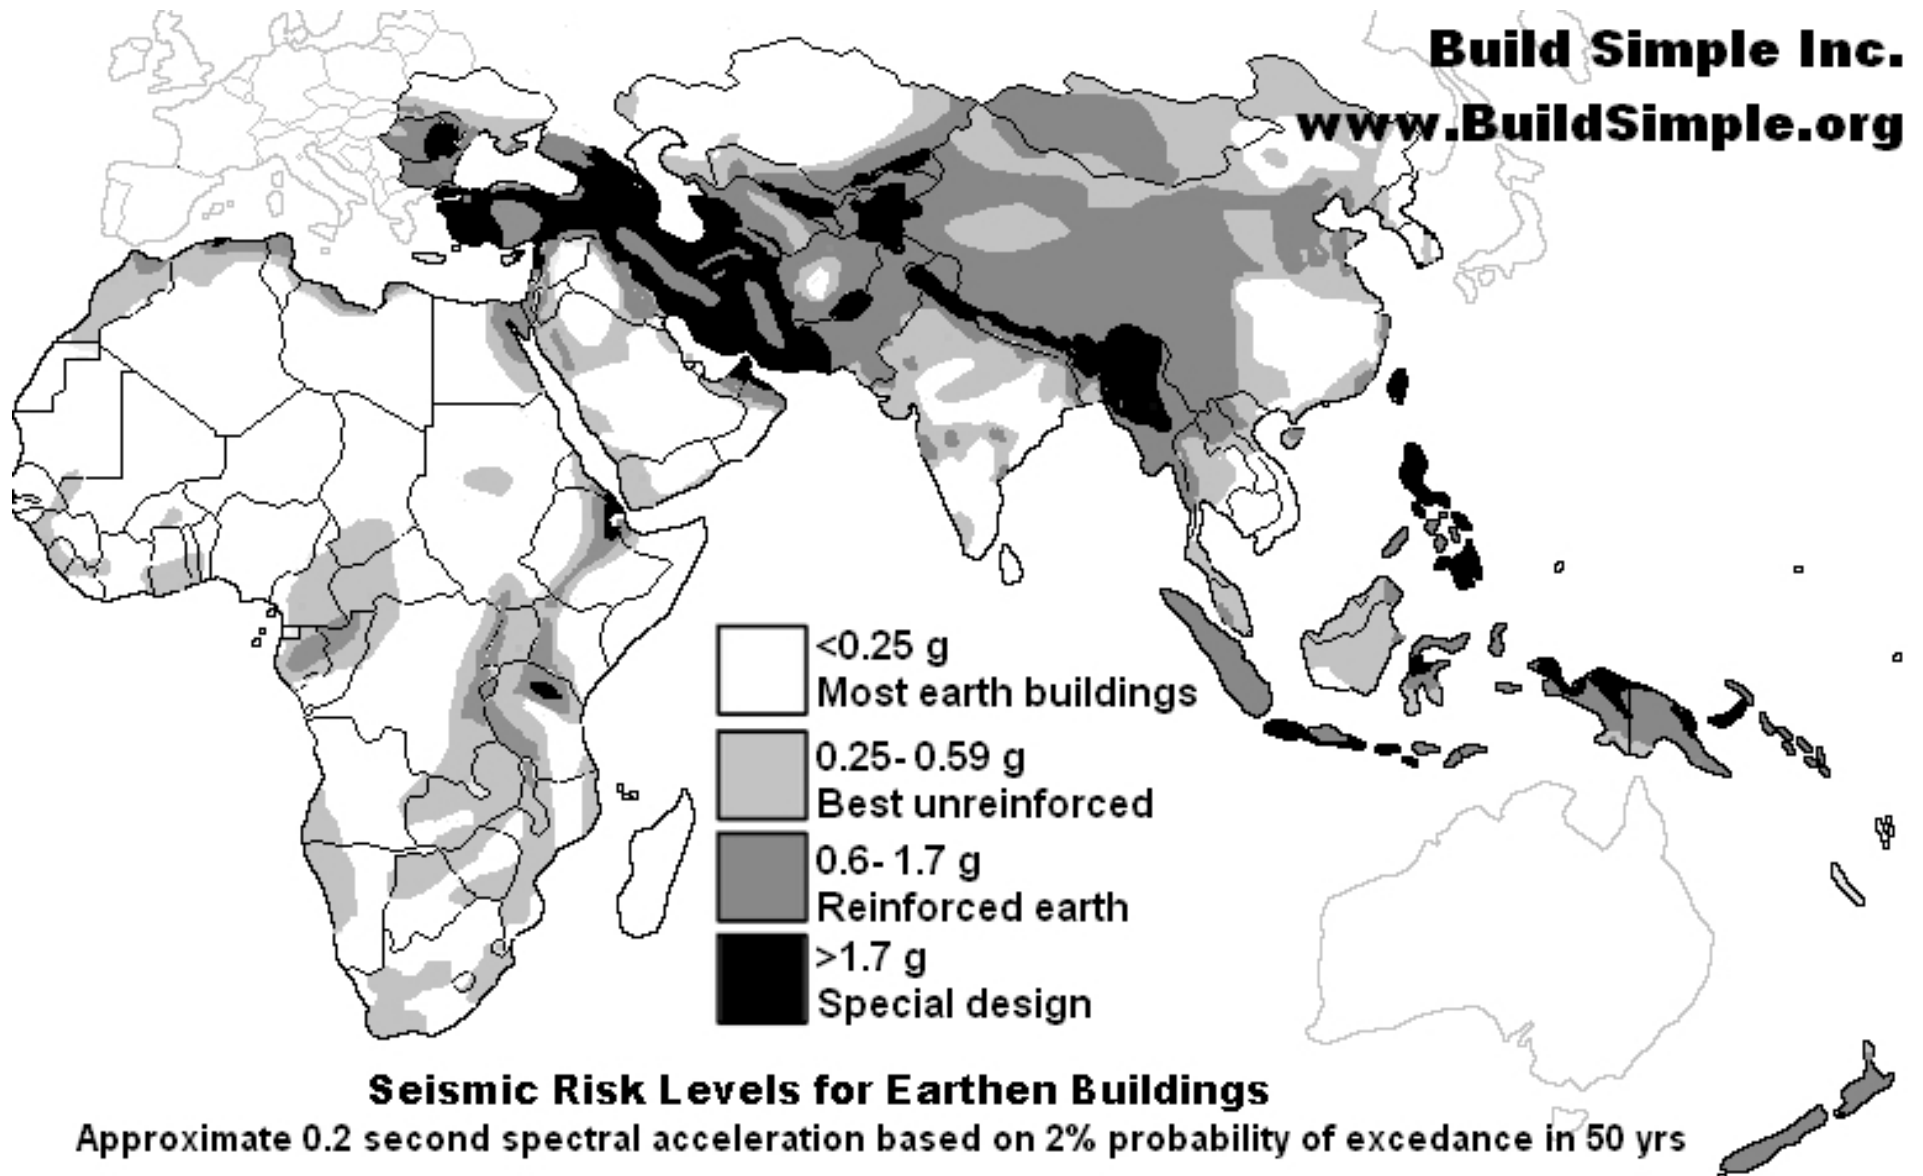 Build Simple Inc.
www.BuildSimple.org
<0.25 g
Most earth buildings
0.25-0.59 g
Best unreinforced
0.6-1.7 g
Reinforced earth
>1.7 g
Special design
Seismic Risk Levels for Earthen Buildings
Approximate 0.2 second spectral acceleration based on 2% probability of excedance in 50 yrs